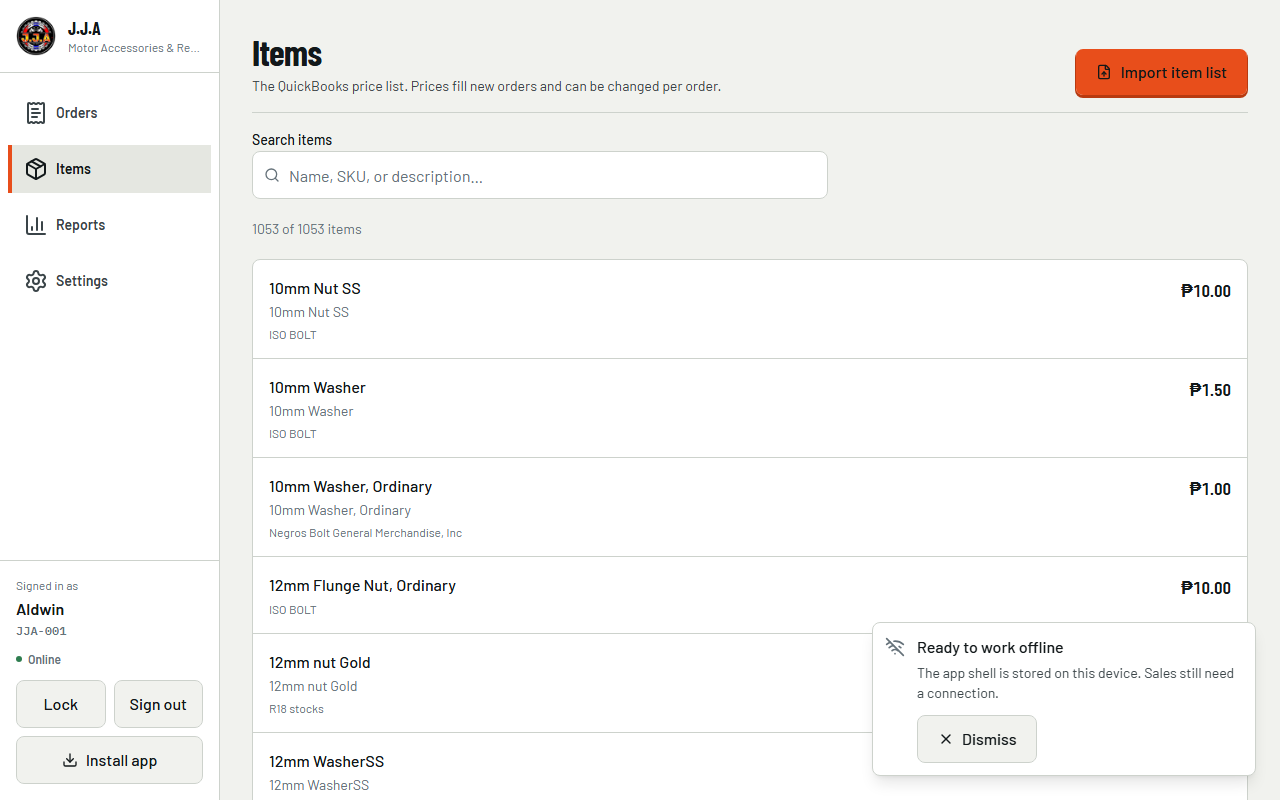 J.J.A
J.J.A
Motor Accessories & Re...
Orders
Items
Reports
Settings
Signed in as
Aldwin
JJA-001
Online
Lock
Sign out
Install app
Items
The QuickBooks price list. Prices fill new orders and can be changed per order.
Import item list
Search items
Name, SKU, or description...
1053 of 1053 items
10mm Nut SS
₱10.00
10mm Nut SS
ISO BOLT
10mm Washer
₱1.50
10mm Washer
ISO BOLT
10mm Washer, Ordinary
₱1.00
10mm Washer, Ordinary
Negros Bolt General Merchandise, Inc
12mm Flunge Nut, Ordinary
₱10.00
ISO BOLT
12mm nut Gold
12mm nut Gold
R18 stocks
12mm WasherSS
12mm WasherSS
Ready to work offline
The app shell is stored on this device. Sales still need
a connection.
Dismiss